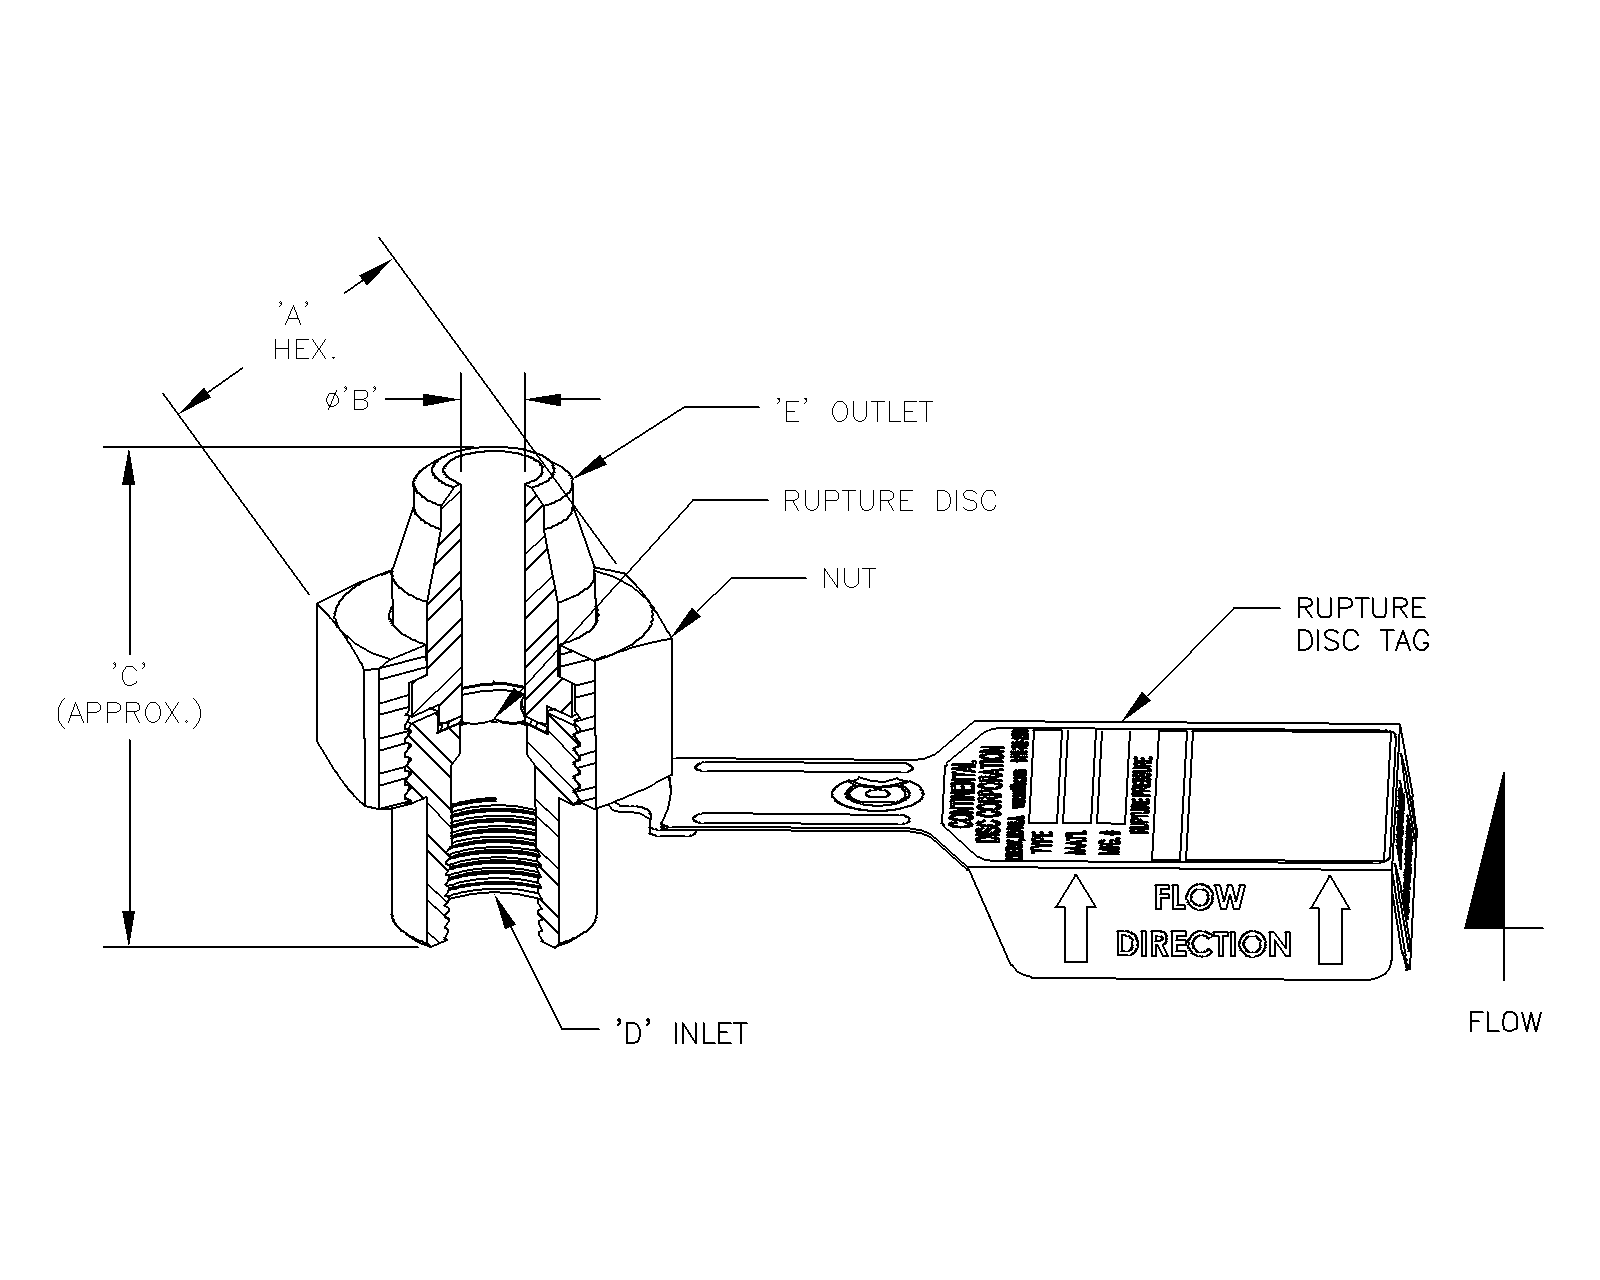 'A'
HEX.
ø'B'
'E' OUTLET
RUPTURE DISC
NUT
RUPTURE
DISC TAG
'C'
(APPROX.)
CONTINENTAL
DISC CORPORATION
TYPE
MAT'L
MFG. #
RUPTURE PRESSURE
FLOW
DIRECTION
'D' INLET
FLOW